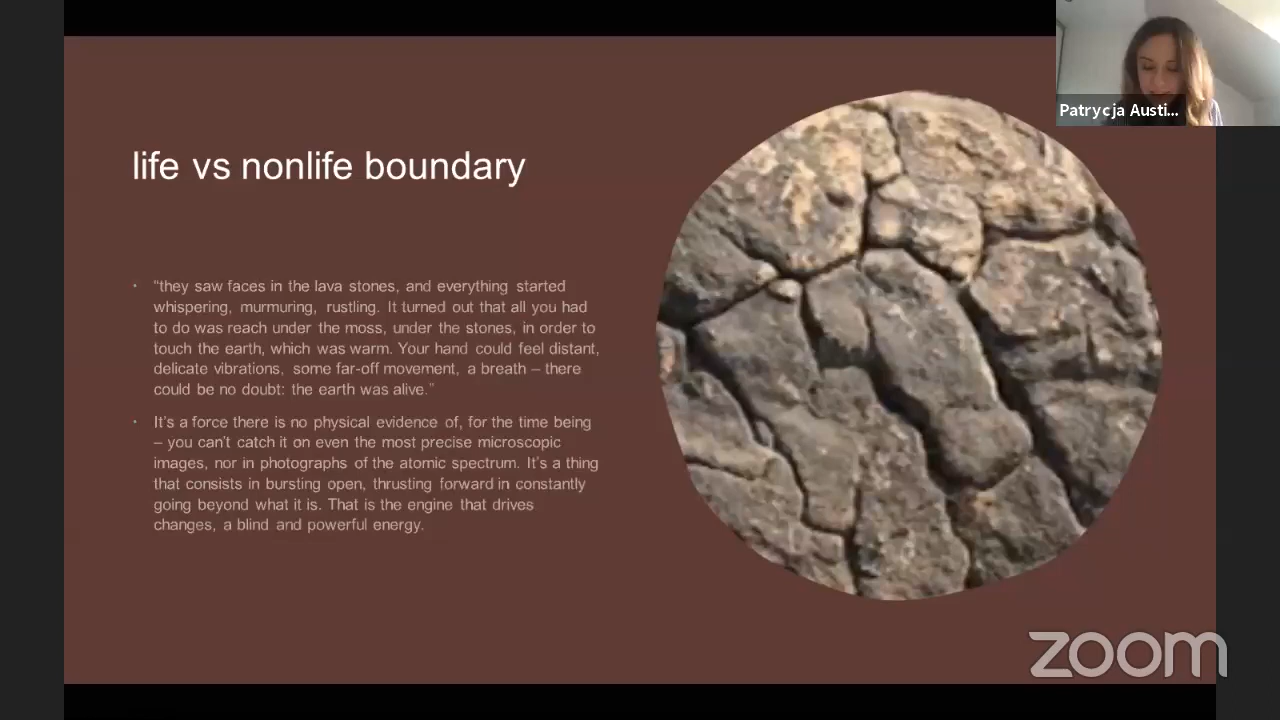 Patrycja Austi...
life vs nonlife boundary
• "they saw faces in the lava stones, and everything started
whispering, murmuring, rustling. It turned out that all you had
to do was reach under the moss, under the stones, in order to
touch the earth, which was warm. Your hand could feel distant,
delicate vibrations, some far-off movement, a breath – there
could be no doubt: the earth was alive."
• It's a force there is no physical evidence of, for the time being
– you can't catch it on even the most precise microscopic
images, nor in photographs of the atomic spectrum. It's a thing
that consists in bursting open, thrusting forward in constantly
going beyond what it is. That is the engine that drives
changes, a blind and powerful energy.
zoom